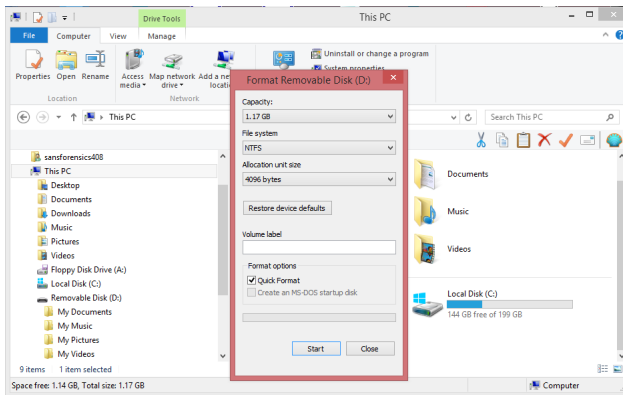 Drive Tools
This PC
File
Computer
View
Manage
Properties
Open
Rename
Access media
Map network drive
Add a ne
locati
Uninstall or change a program
System properties
Location
Network
This PC
Search This PC
sansforensics408
This PC
Desktop
Documents
Downloads
Music
Pictures
Videos
Floppy Disk Drive (A:)
Local Disk (C:)
Removable Disk (D:)
My Documents
My Music
My Pictures
My Videos
Format Removable Disk (D:)
Capacity:
1.17 GB
File system
NTFS
Allocation unit size
4096 bytes
Restore device defaults
Volume label
Format options
Quick Format
Create an MS-DOS startup disk
Start
Close
Documents
Music
Videos
Local Disk (C:)
144 GB free of 199 GB
9 items
1 item selected
Space free: 1.14 GB, Total size: 1.17 GB
Computer